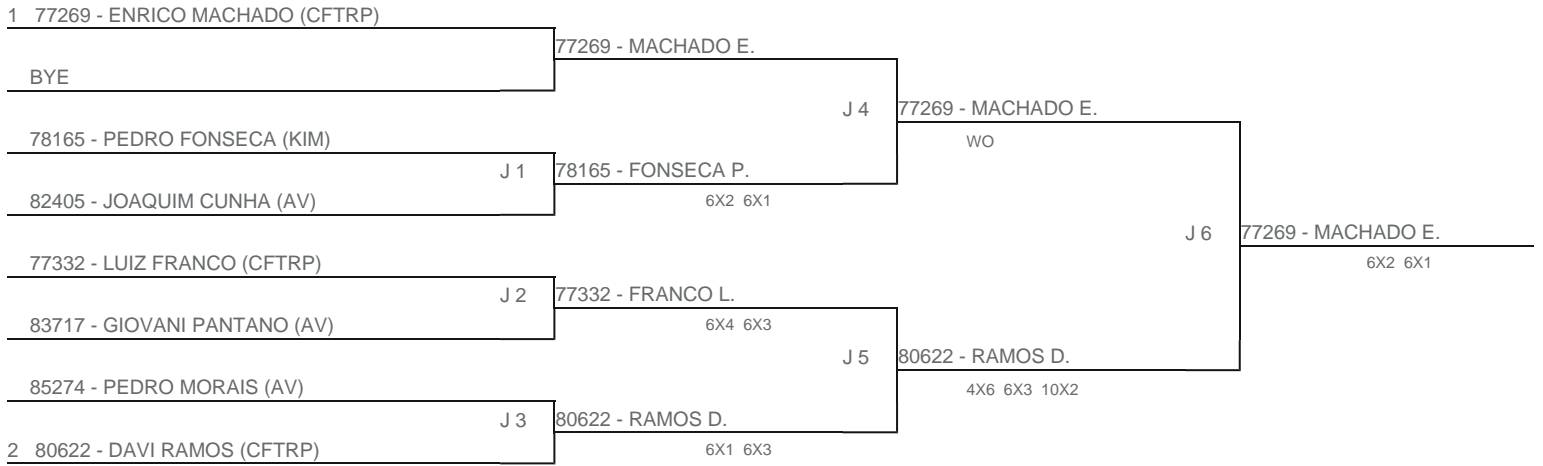 1 77269 - ENRICO MACHADO (CFTRP)
77269 - MACHADO E.
BYE
J 4 77269 - MACHADO E.
WO
78165 - PEDRO FONSECA (KIM)
J 1 78165 - FONSECA P.
6X2 6X1
82405 - JOAQUIM CUNHA (AV)
J 6 77269 - MACHADO E.
6X2 6X1
77332 - LUIZ FRANCO (CFTRP)
J 2 77332 - FRANCO L.
6X4 6X3
83717 - GIOVANI PANTANO (AV)
J 5 80622 - RAMOS D.
4X6 6X3 10X2
85274 - PEDRO MORAIS (AV)
J 3 80622 - RAMOS D.
6X1 6X3
2 80622 - DAVI RAMOS (CFTRP)